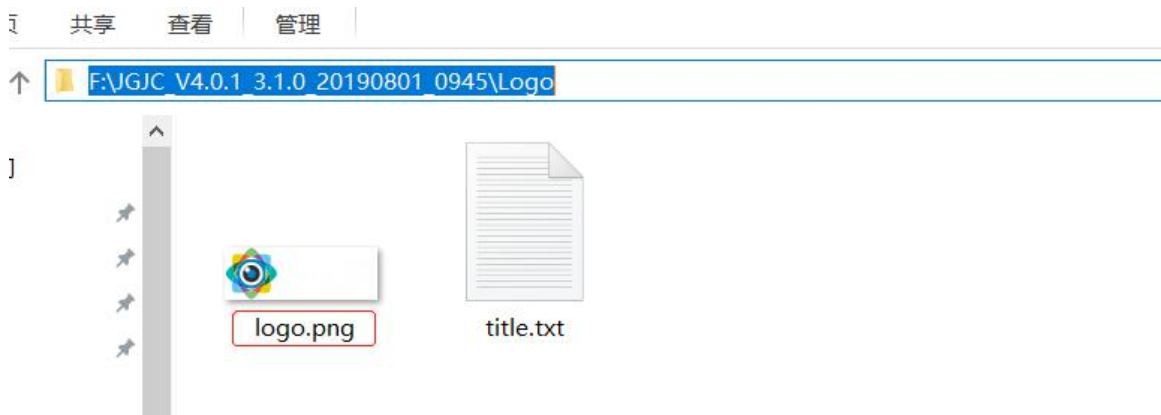 共享 查看 管理
F:\JGJC_V4.0.1_3.1.0_20190801_0945\Logo
logo.png title.txt